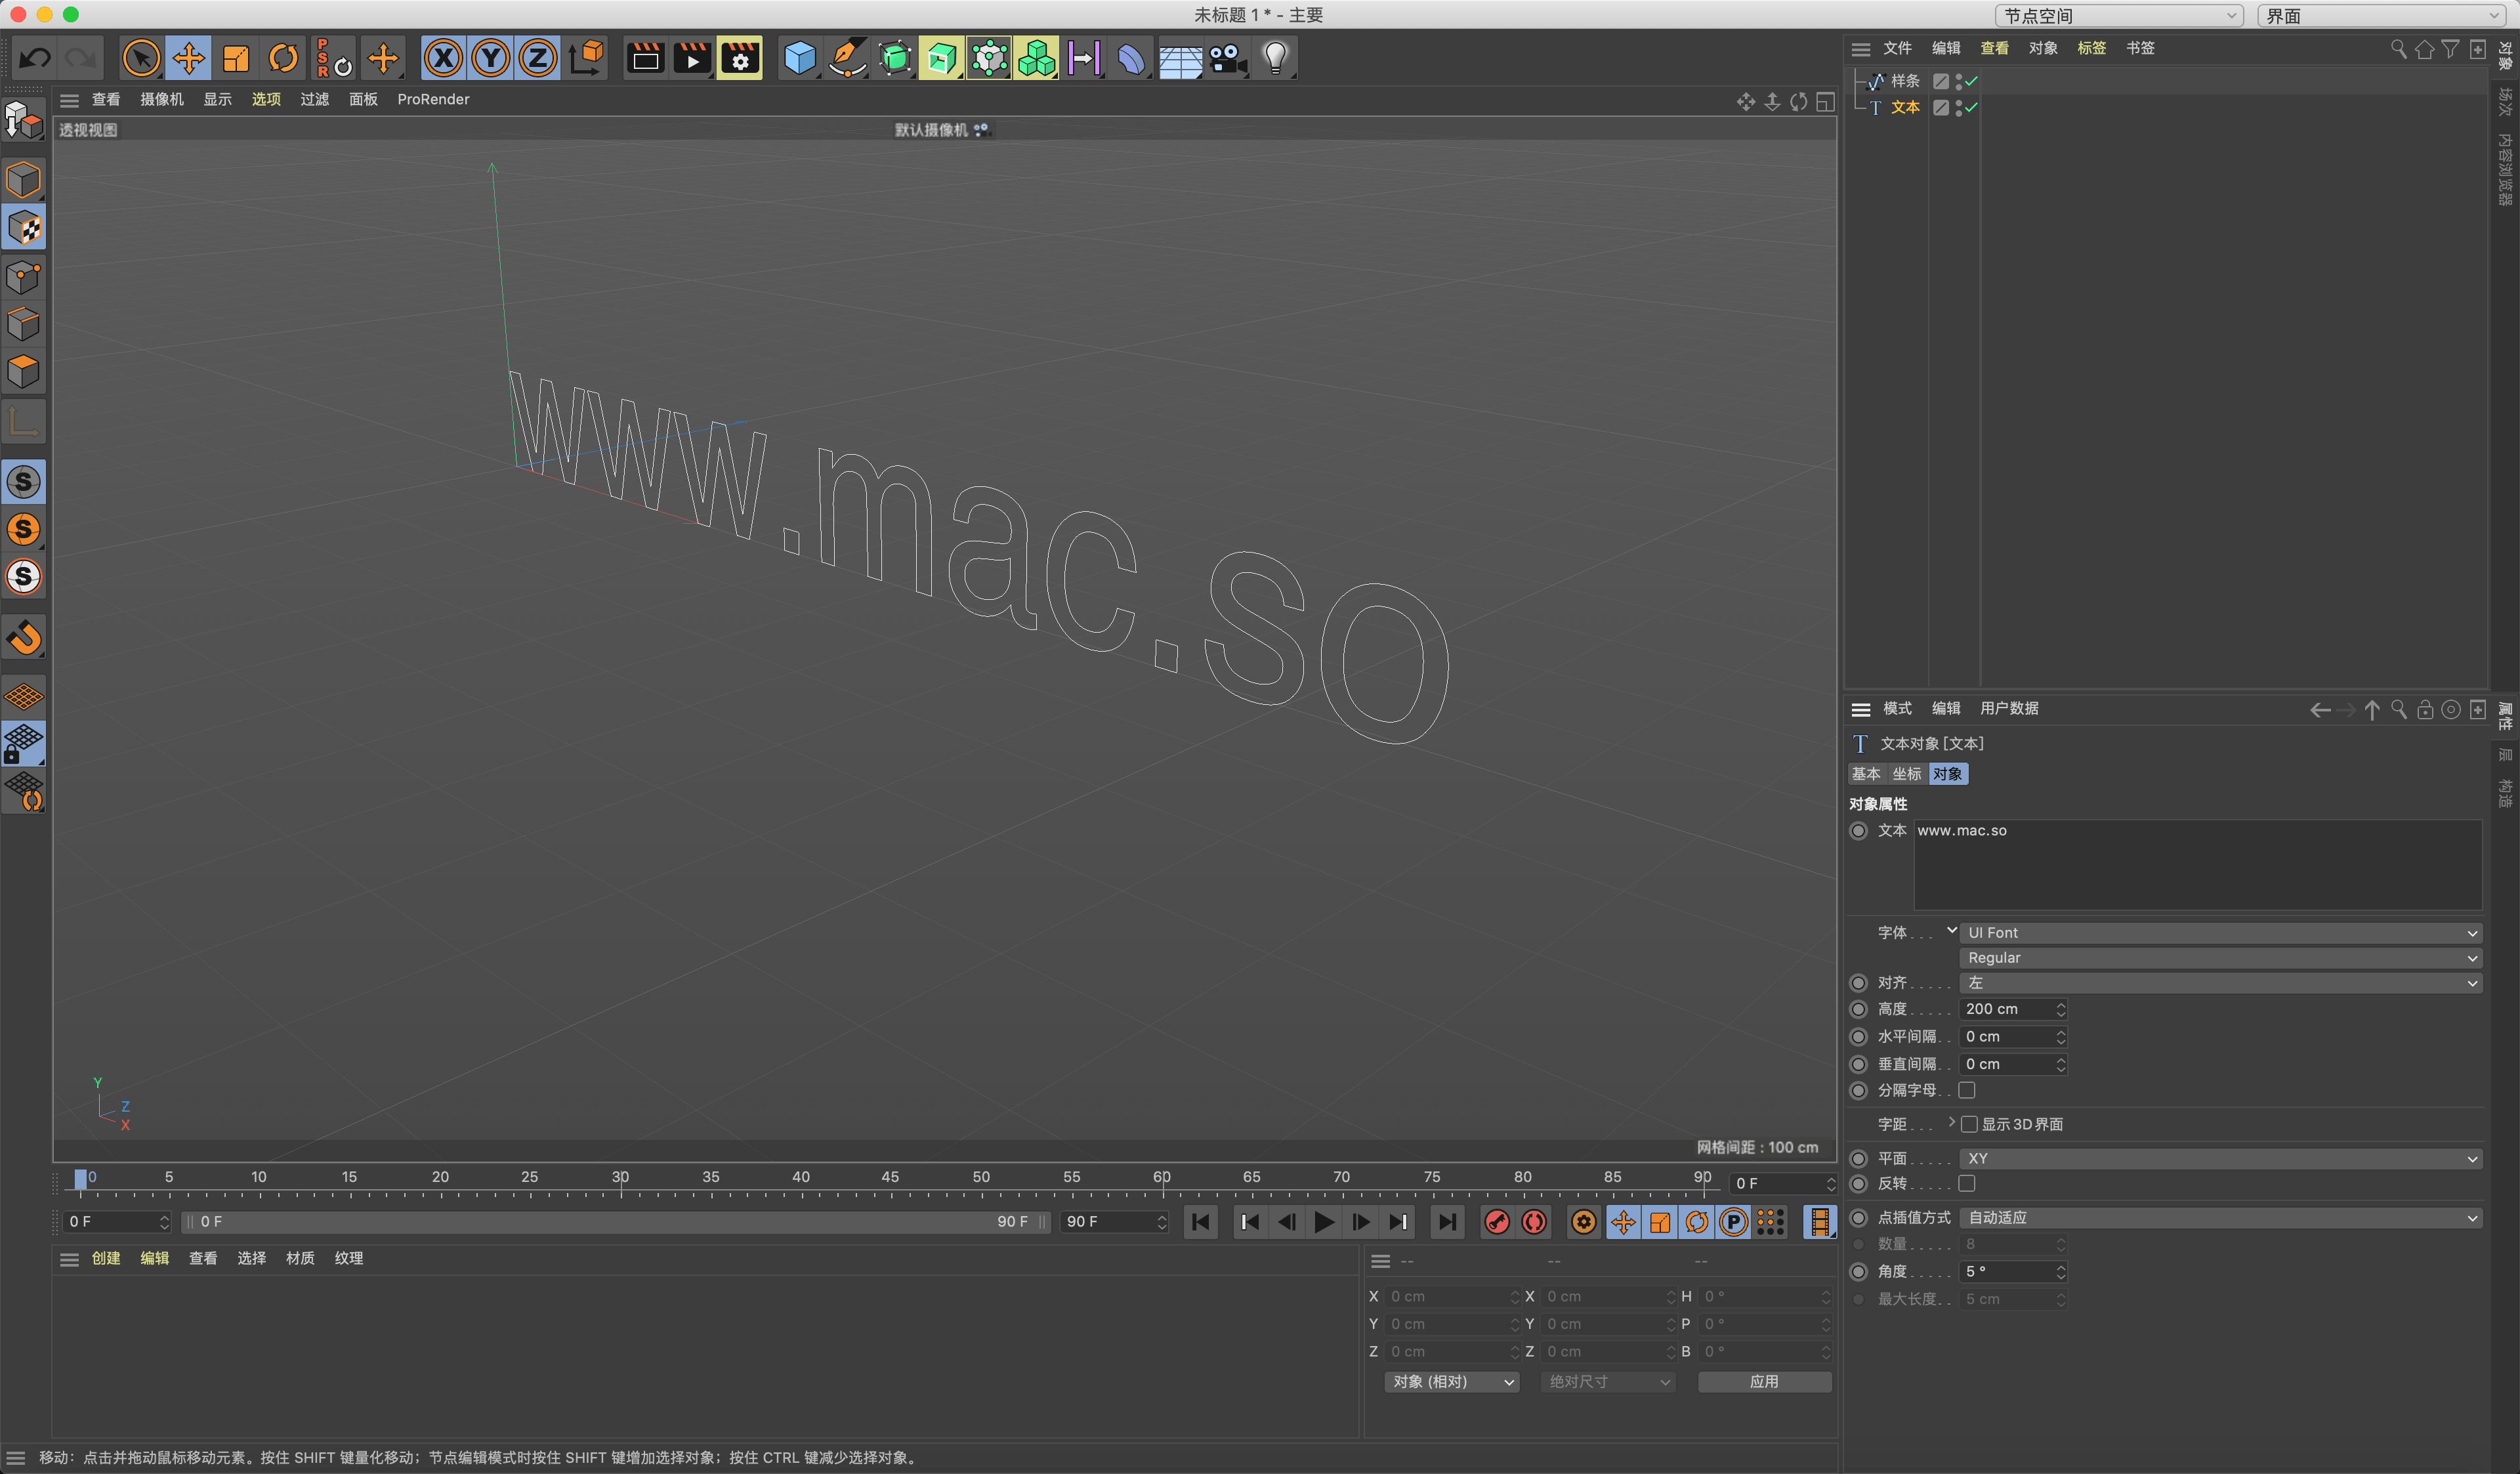 未标题 1 * - 主要
节点空间
界面
PSR
X Y Z
文件 编辑 查看 对象 标签 书签
对象
场次
内容浏览器
样条
文本
查看 摄像机 显示 选项 过滤 面板 ProRender
透视视图
默认摄像机
www.mac.so
S
S
S
Y
Z
X
网格间距 : 100 cm
模式 编辑 用户数据
属性
层
构造
T 文本对象 [文本]
基本 坐标 对象
对象属性
文本 www.mac.so
字体 . . . UI Font
Regular
对齐 . . . . . 左
高度 . . . . . 200 cm
水平间隔 . . 0 cm
垂直间隔 . . 0 cm
分隔字母 . .
字距 . . . 显示 3D 界面
平面 . . . . . XY
反转 . . . . .
点插值方式 自动适应
数量 . . . . . 8
角度 . . . . . 5 °
最大长度 . . 5 cm
0 5 10 15 20 25 30 35 40 45 50 55 60 65 70 75 80 85 90 0 F
0 F 0 F 90 F 90 F P
创建 编辑 查看 选择 材质 纹理
-- -- --
X 0 cm X 0 cm H 0 °
Y 0 cm Y 0 cm P 0 °
Z 0 cm Z 0 cm B 0 °
对象 (相对) 绝对尺寸 应用
移动：点击并拖动鼠标移动元素。按住 SHIFT 键量化移动；节点编辑模式时按住 SHIFT 键增加选择对象；按住 CTRL 键减少选择对象。